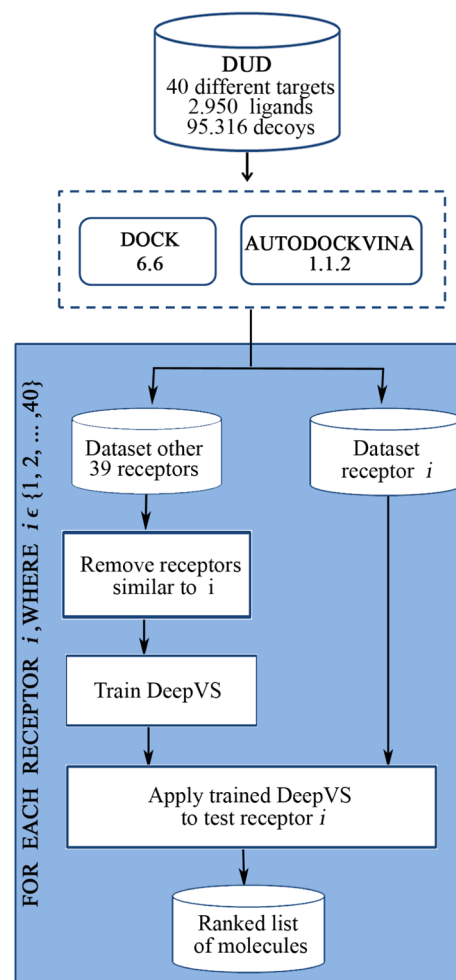 DUD
40 different targets
2.950 ligands
95.316 decoys
DOCK
6.6
AUTODOCKVINA
1.1.2
FOR EACH RECEPTOR i, WHERE i ϵ {1, 2, ... ,40}
Dataset other
39 receptors
Dataset
receptor i
Remove receptors
similar to i
Train DeepVS
Apply trained DeepVS
to test receptor i
Ranked list
of molecules